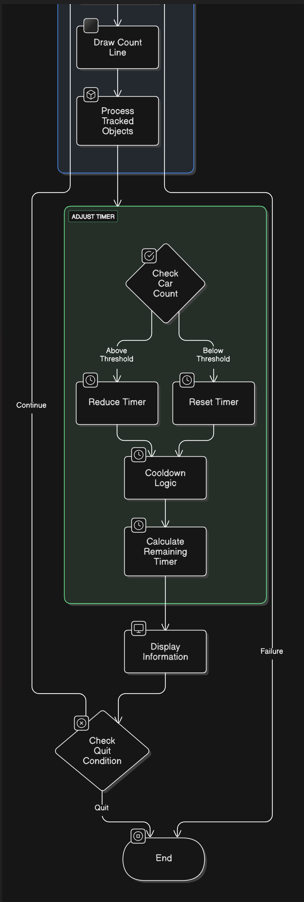 Draw Count
Line
Process
Tracked
Objects
ADJUST TIMER
Check
Car
Count
Above
Threshold
Below
Threshold
Reduce Timer
Reset Timer
Continue
Cooldown
Logic
Calculate
Remaining
Timer
Display
Information
Failure
Check
Quit
Condition
Quit
End